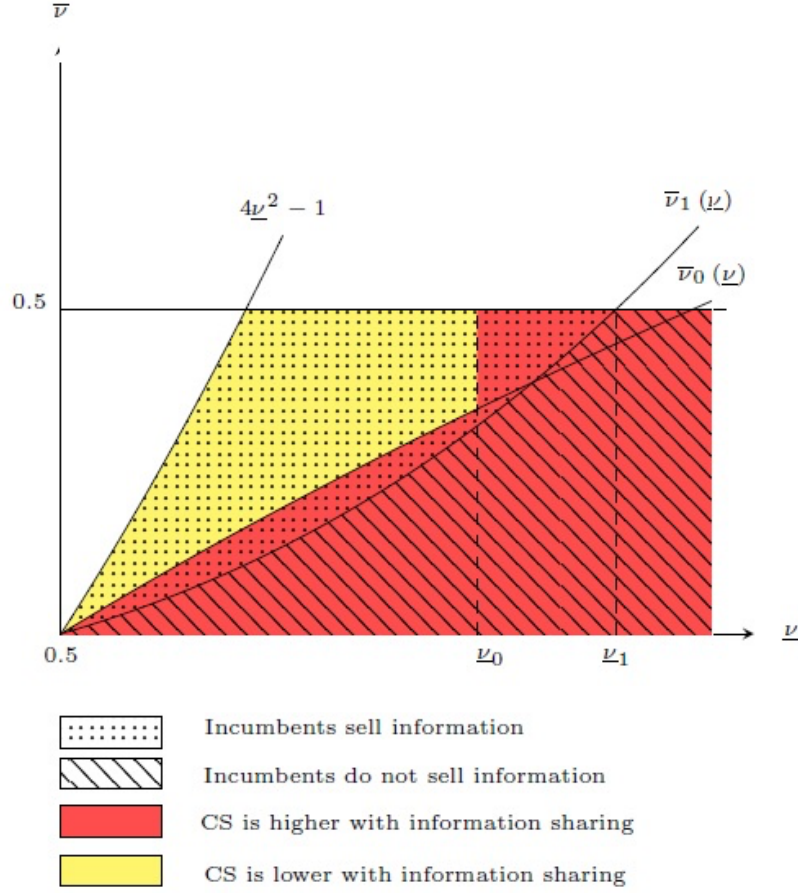 ν̅
4ν̲² − 1
ν̅₁ (ν̲)
ν̅₀ (ν̲)
0.5
0.5
ν̲₀
ν̲₁
ν̲
Incumbents sell information
Incumbents do not sell information
CS is higher with information sharing
CS is lower with information sharing